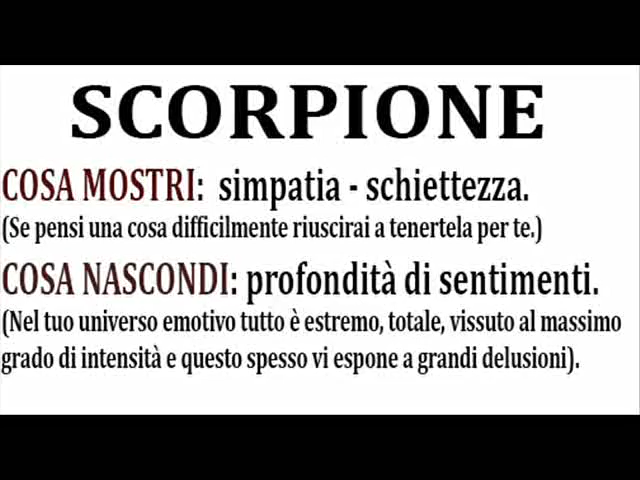 SCORPIONE
COSA MOSTRI: simpatia - schiettezza.
(Se pensi una cosa difficilmente riuscirai a tenertela per te.)
COSA NASCONDI: profondità di sentimenti.
(Nel tuo universo emotivo tutto è estremo, totale, vissuto al massimo
grado di intensità e questo spesso vi espone a grandi delusioni).